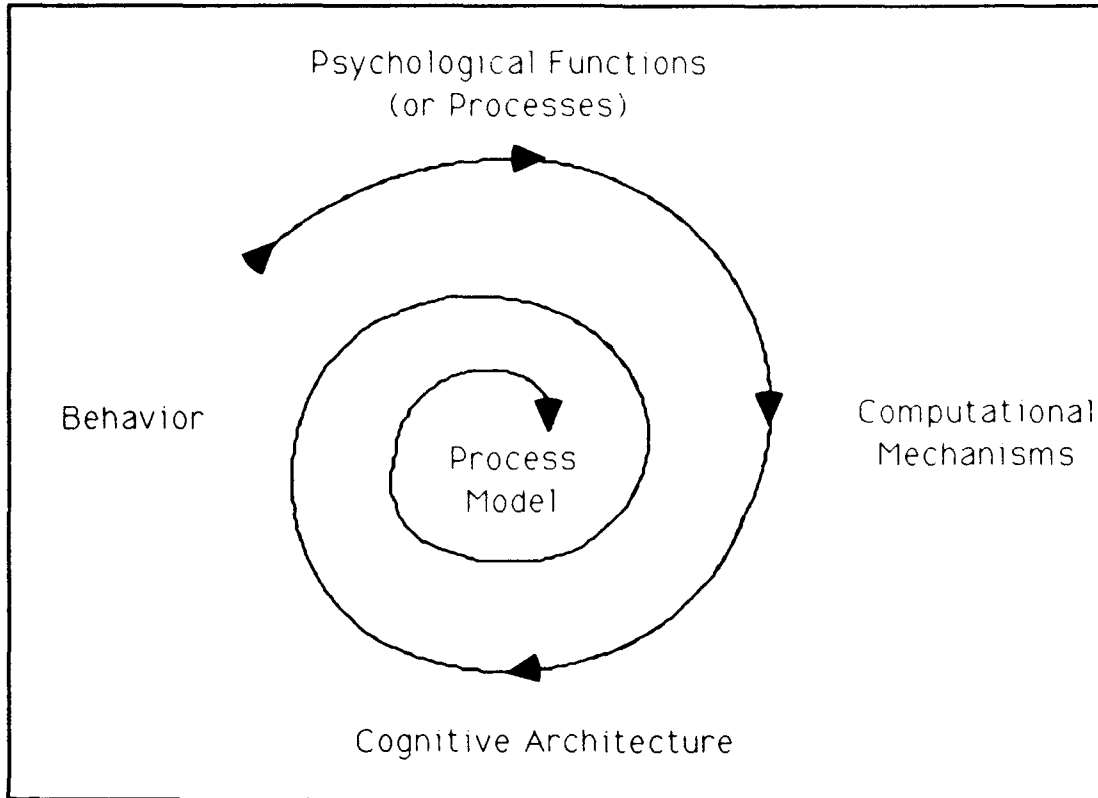 Psychological Functions
(or Processes)
Behavior
Computational
Mechanisms
Process
Model
Cognitive Architecture